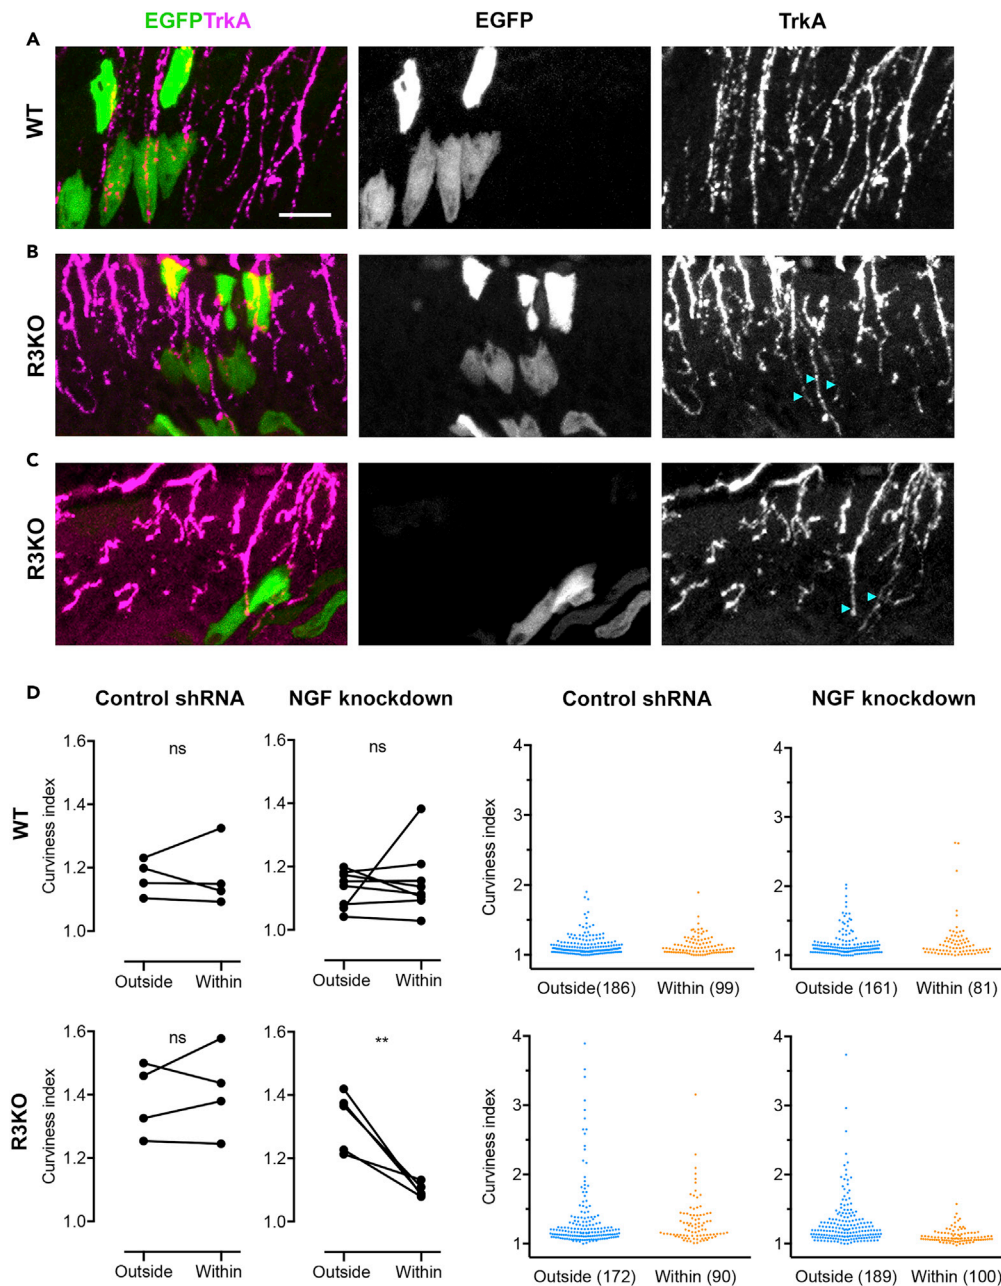 EGFPTrkA EGFP TrkA
A
WT
B
R3KO
C
R3KO
D
Control shRNA NGF knockdown Control shRNA NGF knockdown
WT
Curviness index
1.6
1.4
1.2
1.0
ns
Outside Within
1.6
1.4
1.2
1.0
ns
Outside Within
Curviness index
4
3
2
1
Outside(186) Within (99)
4
3
2
1
Outside (161) Within (81)
R3KO
Curviness index
1.6
1.4
1.2
1.0
ns
Outside Within
1.6
1.4
1.2
1.0
**
Outside Within
Curviness index
4
3
2
1
Outside (172) Within (90)
4
3
2
1
Outside (189) Within (100)